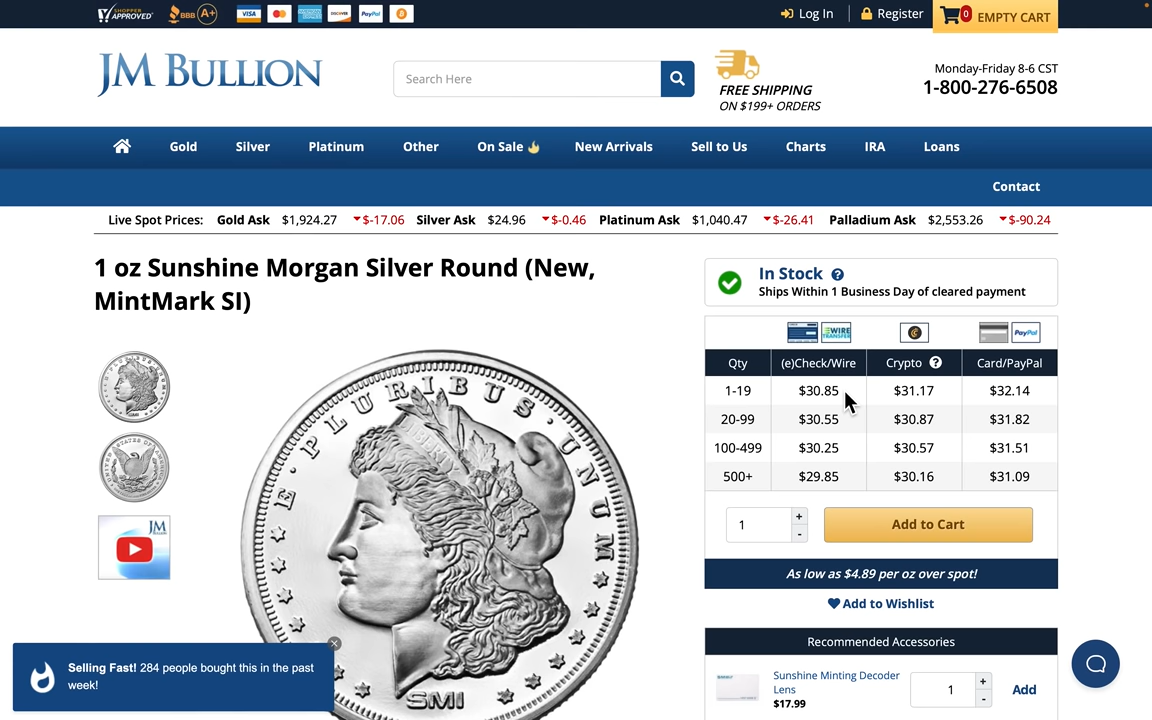 SHOPPER APPROVED
BBB A+ VISA DISCOVER PayPal
Log In Register 0 EMPTY CART
JM BULLION
Search Here
FREE SHIPPING
ON $199+ ORDERS
Monday-Friday 8-6 CST
1-800-276-6508
Gold Silver Platinum Other On Sale New Arrivals Sell to Us Charts IRA Loans
Contact
Live Spot Prices: Gold Ask $1,924.27 $-17.06 Silver Ask $24.96 $-0.46 Platinum Ask $1,040.47 $-26.41 Palladium Ask $2,553.26 $-90.24
1 oz Sunshine Morgan Silver Round (New,
MintMark SI)
E·PLURIBUS·UNUM
LIBERTY
SMI
JM
In Stock ?
Ships Within 1 Business Day of cleared payment
WIRE TRANSFER PayPal
Qty (e)Check/Wire Crypto ? Card/PayPal
1-19 $30.85 $31.17 $32.14
20-99 $30.55 $30.87 $31.82
100-499 $30.25 $30.57 $31.51
500+ $29.85 $30.16 $31.09
1 + - Add to Cart
As low as $4.89 per oz over spot!
Add to Wishlist
Recommended Accessories
Sunshine Minting Decoder
Lens
$17.99
1 + - Add
Selling Fast! 284 people bought this in the past
week!